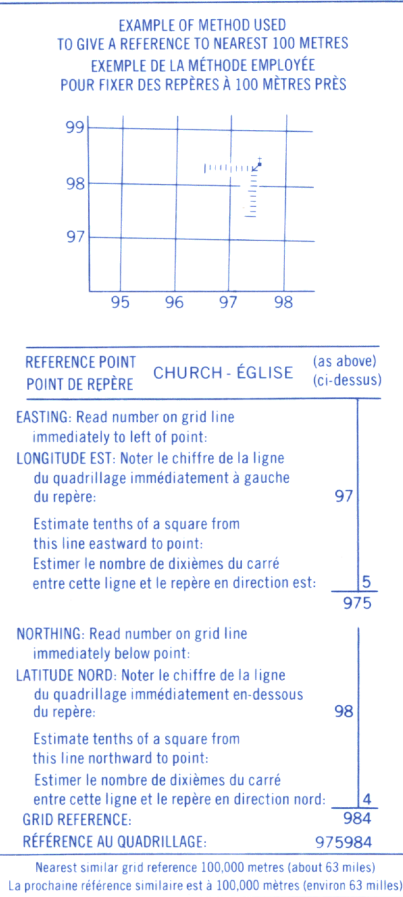 EXAMPLE OF METHOD USED
TO GIVE A REFERENCE TO NEAREST 100 METRES
EXEMPLE DE LA MÉTHODE EMPLOYÉE
POUR FIXER DES REPÈRES À 100 MÈTRES PRÈS
99
98
97
95 96 97 98
REFERENCE POINT
POINT DE REPÈRE
CHURCH - ÉGLISE
(as above)
(ci-dessus)
EASTING: Read number on grid line
immediately to left of point:
LONGITUDE EST: Noter le chiffre de la ligne
du quadrillage immédiatement à gauche
du repère: 97
Estimate tenths of a square from
this line eastward to point:
Estimer le nombre de dixièmes du carré
entre cette ligne et le repère en direction est: 5
975
NORTHING: Read number on grid line
immediately below point:
LATITUDE NORD: Noter le chiffre de la ligne
du quadrillage immédiatement en-dessous
du repère: 98
Estimate tenths of a square from
this line northward to point:
Estimer le nombre de dixièmes du carré
entre cette ligne et le repère en direction nord: 4
GRID REFERENCE: 984
RÉFÉRENCE AU QUADRILLAGE: 975984
Nearest similar grid reference 100,000 metres (about 63 miles)
La prochaine référence similaire est à 100,000 mètres (environ 63 milles)